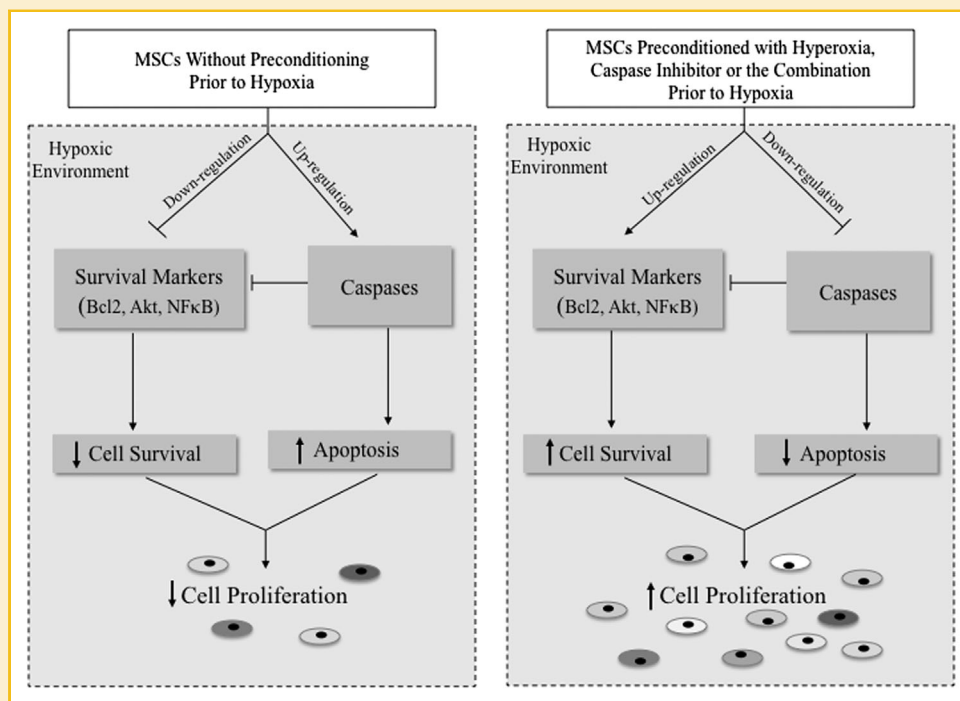 MSCs Without Preconditioning
Prior to Hypoxia
Hypoxic
Environment
Down-regulation
Up-regulation
Survival Markers
(Bcl2, Akt, NFκB)
Caspases
↓ Cell Survival
↑ Apoptosis
↓ Cell Proliferation
MSCs Preconditioned with Hyperoxia,
Caspase Inhibitor or the Combination
Prior to Hypoxia
Hypoxic
Environment
Up-regulation
Down-regulation
Survival Markers
(Bcl2, Akt, NFκB)
Caspases
↑ Cell Survival
↓ Apoptosis
↑ Cell Proliferation